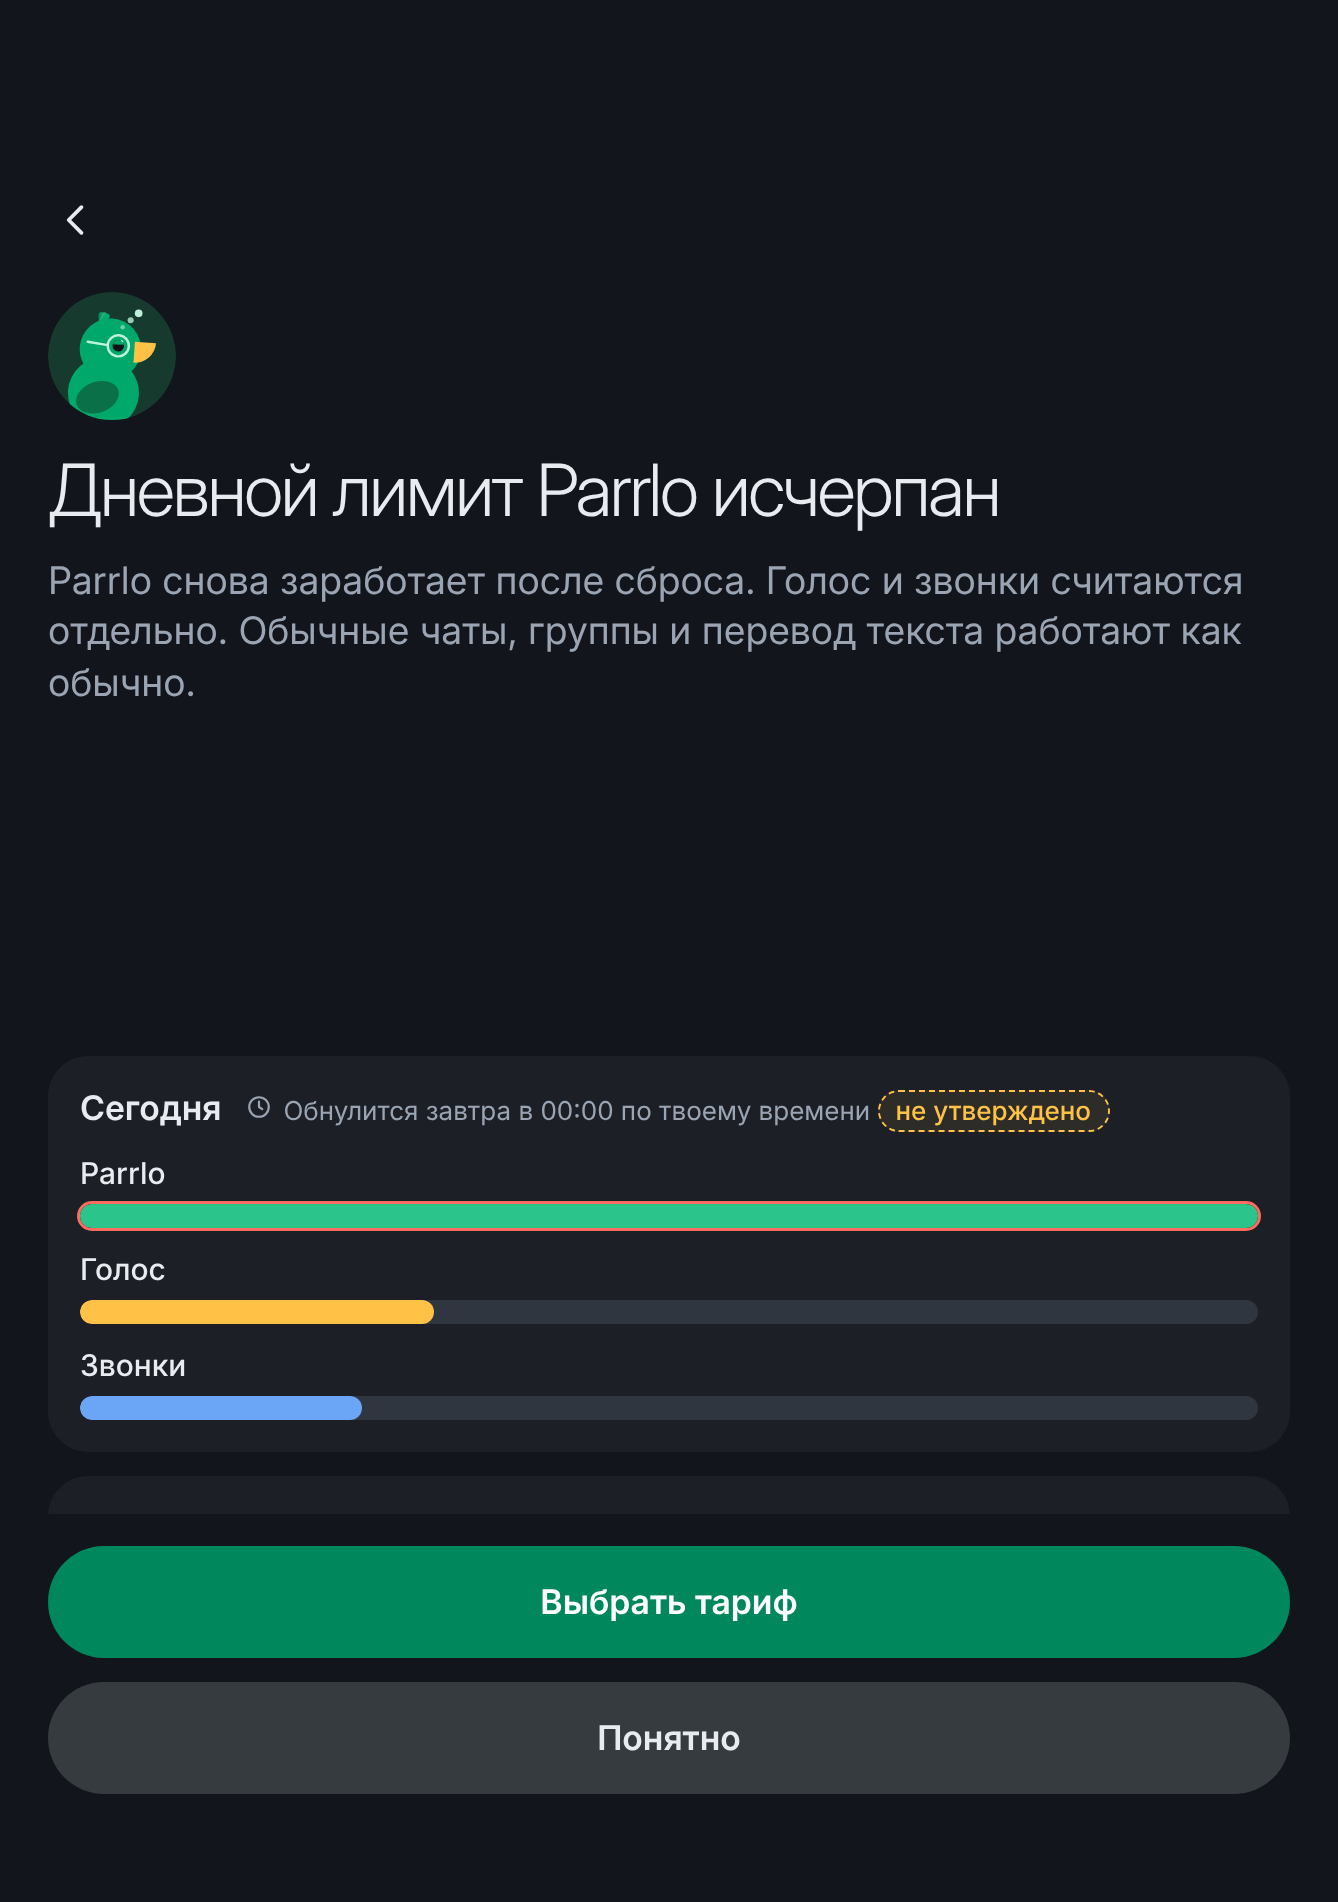 Дневной лимит Parrlo исчерпан
Parrlo снова заработает после сброса. Голос и звонки считаются
отдельно. Обычные чаты, группы и перевод текста работают как
обычно.
Сегодня Обнулится завтра в 00:00 по твоему времени не утверждено
Parrlo
Голос
Звонки
Выбрать тариф
Понятно